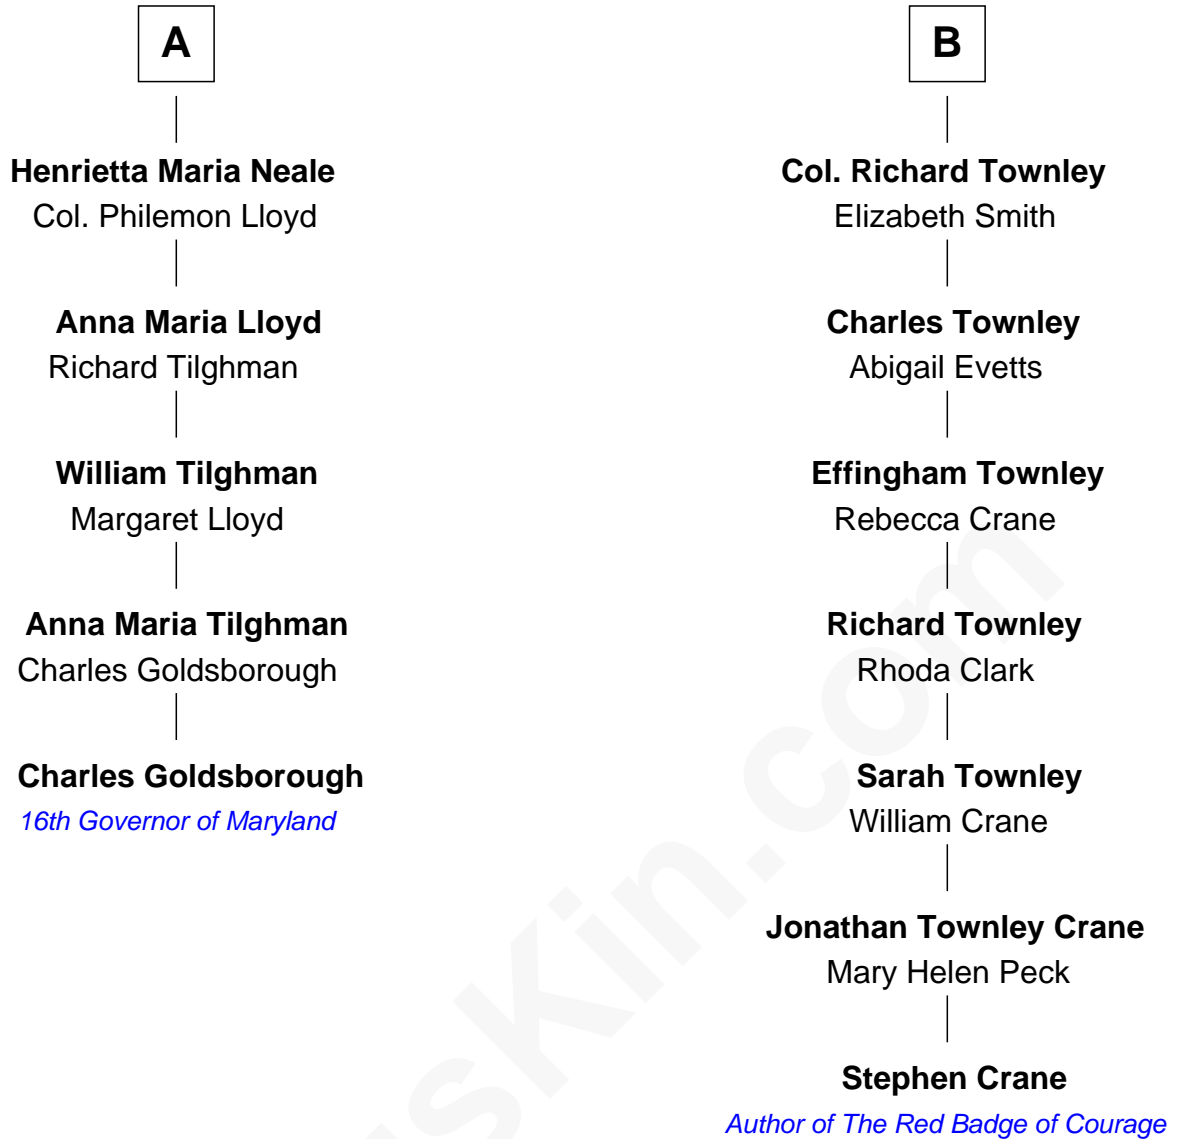 A
Henrietta Maria Neale
Col. Philemon Lloyd
Anna Maria Lloyd
Richard Tilghman
William Tilghman
Margaret Lloyd
Anna Maria Tilghman
Charles Goldsborough
Charles Goldsborough
16th Governor of Maryland
B
Col. Richard Townley
Elizabeth Smith
Charles Townley
Abigail Evetts
Effingham Townley
Rebecca Crane
Richard Townley
Rhoda Clark
Sarah Townley
William Crane
Jonathan Townley Crane
Mary Helen Peck
Stephen Crane
Author of The Red Badge of Courage